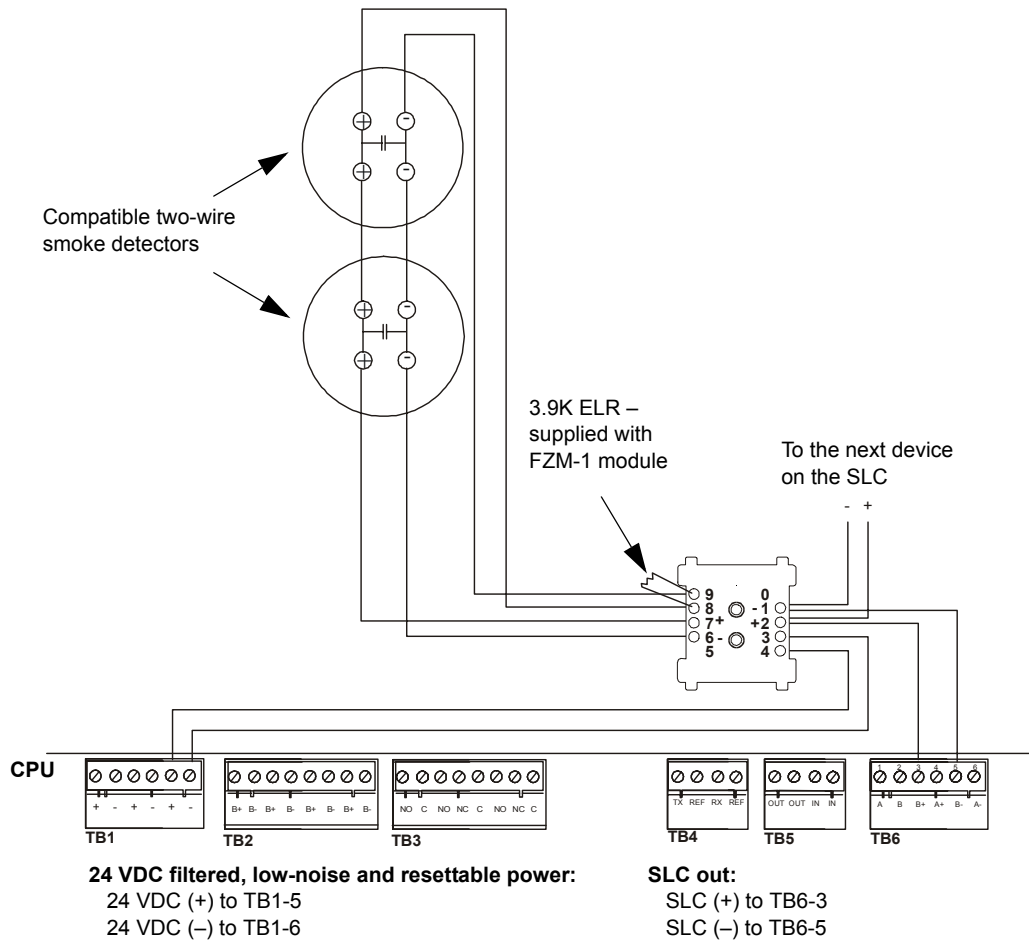 Compatible two-wire
smoke detectors
3.9K ELR –
supplied with
FZM-1 module
To the next device
on the SLC
- +
9 0
8 - 1
7 + + 2
6 - 3
5 4
CPU
+ - + - + -
TB1
B+ B- B+ B- B+ B- B+ B-
TB2
NO C NO NC C NO NC C
TB3
TX REF RX REF
TB4
OUT OUT IN IN
TB5
1 2 3 4 5 6
A B B+ A+ B- A-
TB6
24 VDC filtered, low-noise and resettable power:
24 VDC (+) to TB1-5
24 VDC (–) to TB1-6
SLC out:
SLC (+) to TB6-3
SLC (–) to TB6-5